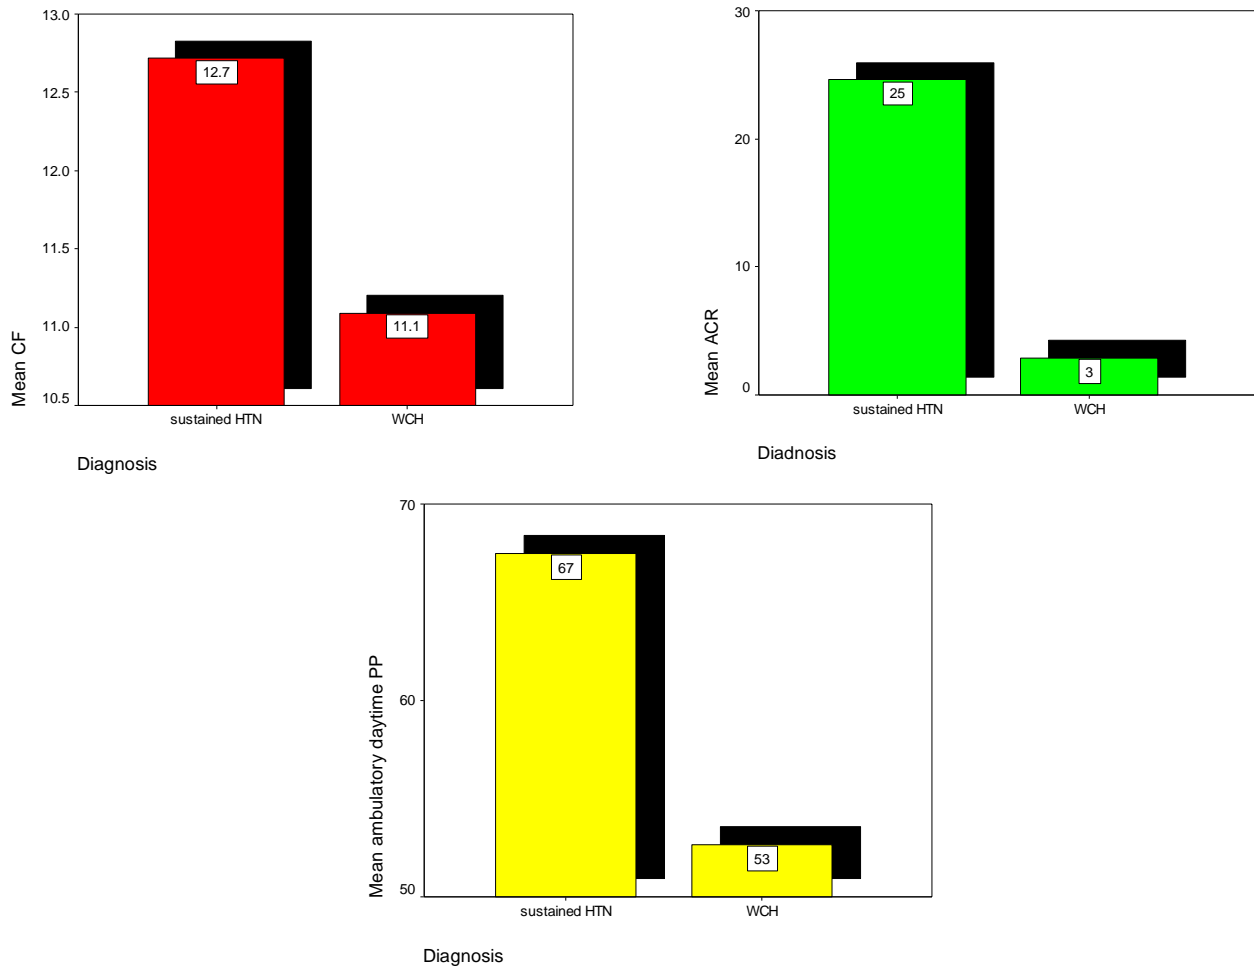 13.0
12.5
12.0
11.5
11.0
10.5
Mean CF
12.7
11.1
sustained HTN
WCH
Diagnosis
30
20
10
0
Mean ACR
25
3
sustained HTN
WCH
Diadnosis
70
60
50
Mean ambulatory daytime PP
67
53
sustained HTN
WCH
Diagnosis